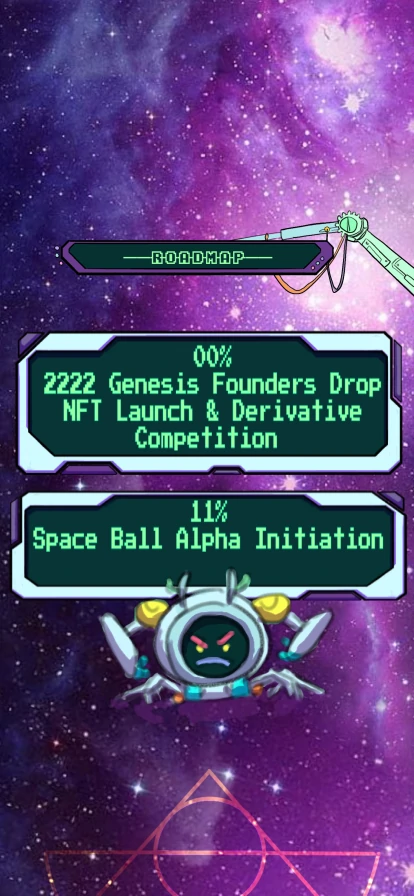 ROADMAP
00%
2222 Genesis Founders Drop
NFT Launch & Derivative
Competition
11%
Space Ball Alpha Initiation